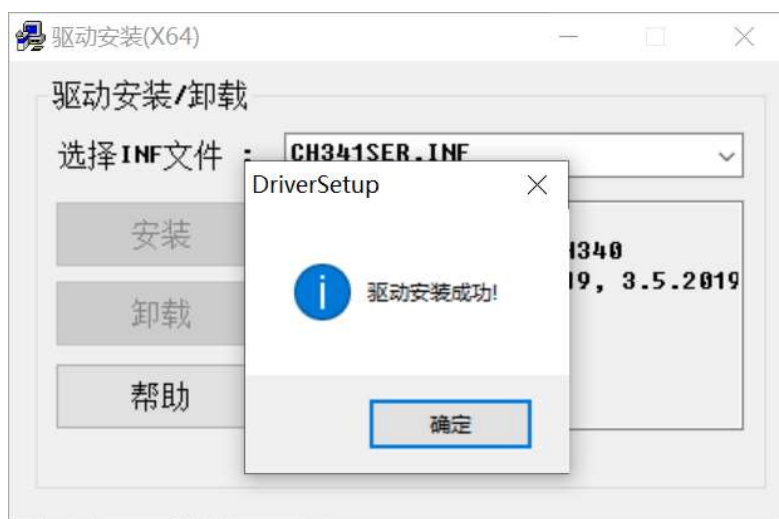 驱动安装(X64)
驱动安装/卸载
选择INF文件 :
CH341SER.INF
DriverSetup
安装
H340
驱动安装成功!
19, 3.5.2019
卸载
帮助
确定